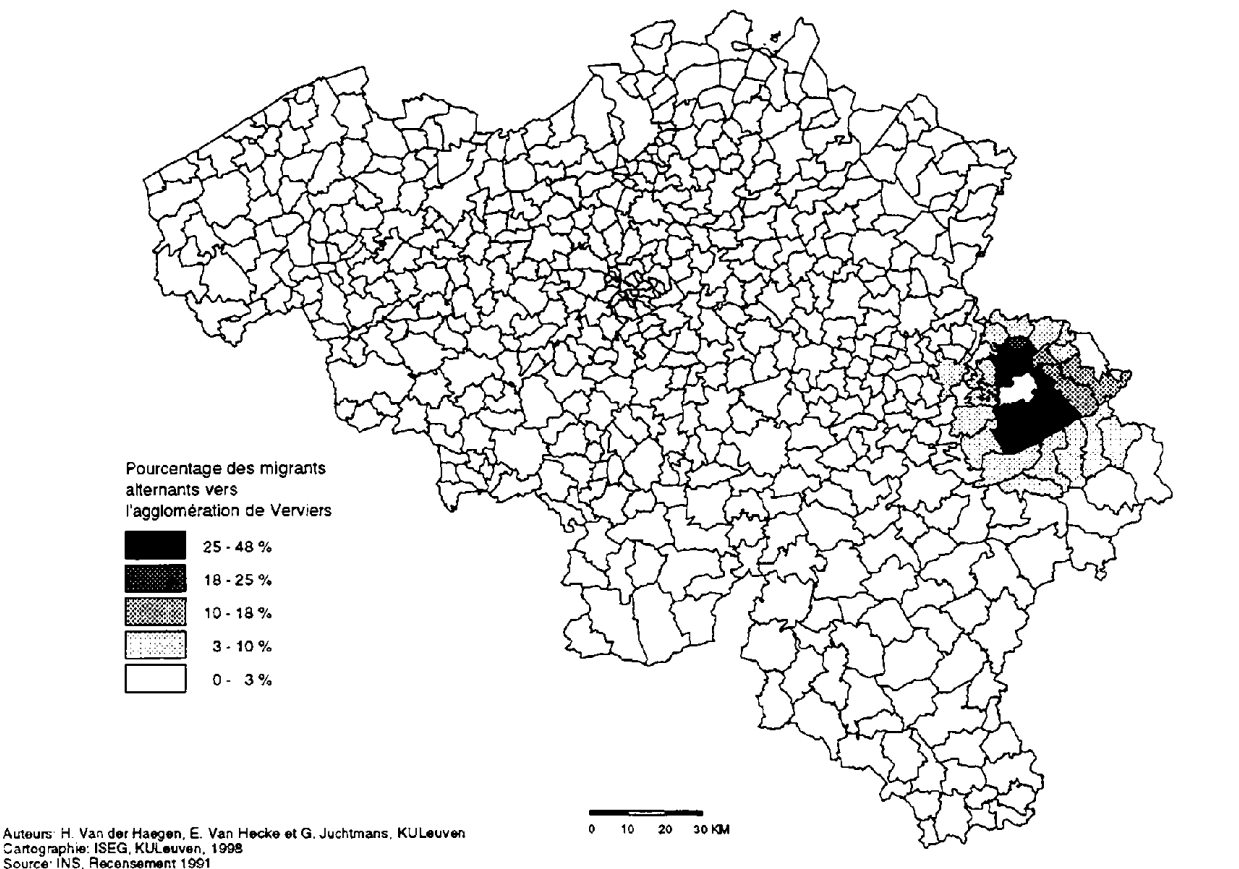 Pourcentage des migrants
alternants vers
l'agglomération de Verviers
25 - 48 %
18 - 25 %
10 - 18 %
3 - 10 %
0 - 3 %
0 10 20 30 KM
Auteurs: H. Van der Haegen, E. Van Hecke et G. Juchtmans, KULeuven
Cartographie: ISEG, KULeuven, 1998
Source: INS, Recensement 1991